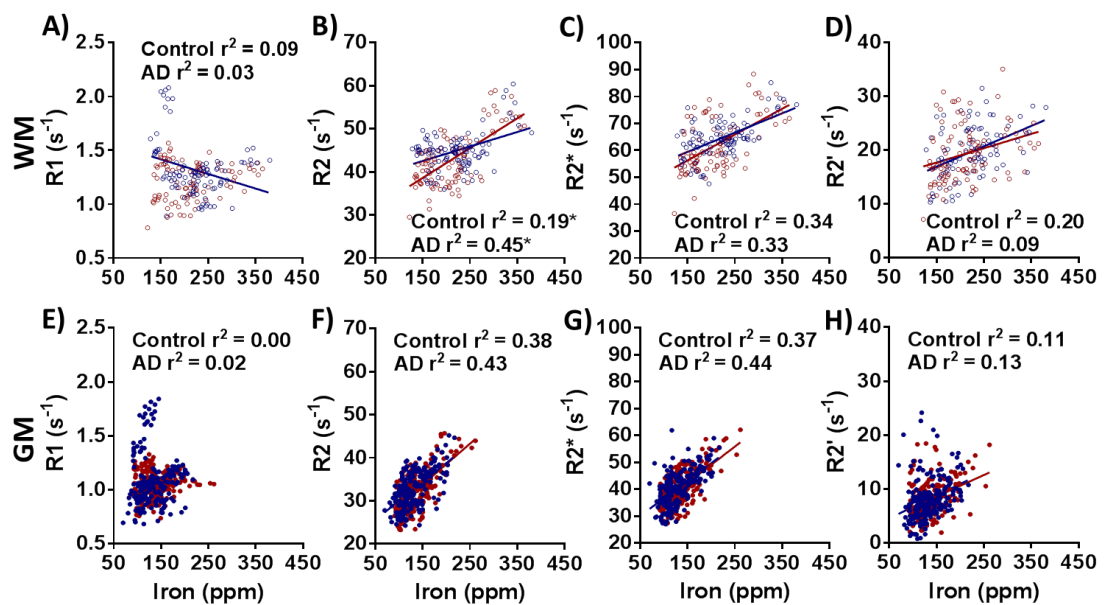 A)
Control r² = 0.09
AD r² = 0.03
WM
R1 (s⁻¹)
2.5
2.0
1.5
1.0
0.5
50 150 250 350 450
B)
R2 (s⁻¹)
70
60
50
40
30
20
Control r² = 0.19*
AD r² = 0.45*
50 150 250 350 450
C)
R2* (s⁻¹)
100
90
80
70
60
50
40
30
20
Control r² = 0.34
AD r² = 0.33
50 150 250 350 450
D)
R2' (s⁻¹)
40
30
20
10
0
Control r² = 0.20
AD r² = 0.09
50 150 250 350 450
E)
Control r² = 0.00
AD r² = 0.02
GM
R1 (s⁻¹)
2.5
2.0
1.5
1.0
0.5
50 150 250 350 450
Iron (ppm)
F)
Control r² = 0.38
AD r² = 0.43
R2 (s⁻¹)
70
60
50
40
30
20
50 150 250 350 450
Iron (ppm)
G)
Control r² = 0.37
AD r² = 0.44
R2* (s⁻¹)
100
90
80
70
60
50
40
30
20
50 150 250 350 450
Iron (ppm)
H)
Control r² = 0.11
AD r² = 0.13
R2' (s⁻¹)
40
30
20
10
0
50 150 250 350 450
Iron (ppm)